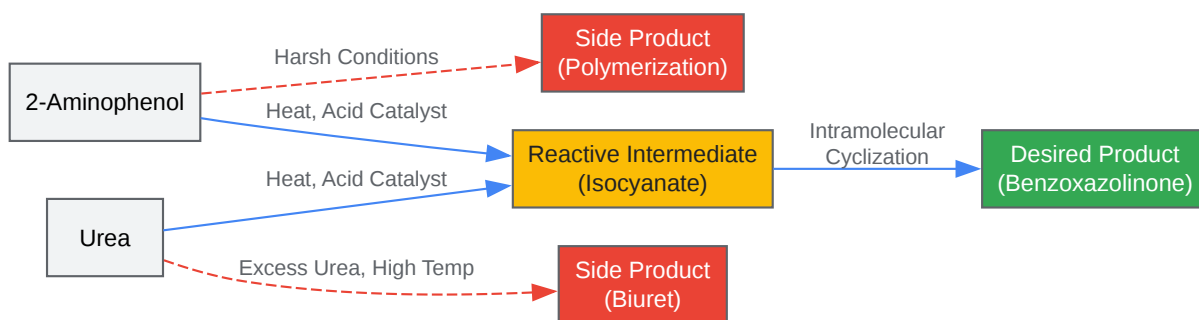 Side Product
(Polymerization)
Harsh Conditions
2-Aminophenol
Heat, Acid Catalyst
Reactive Intermediate
(Isocyanate)
Intramolecular
Cyclization
Desired Product
(Benzoxazolinone)
Heat, Acid Catalyst
Urea
Excess Urea, High Temp
Side Product
(Biuret)